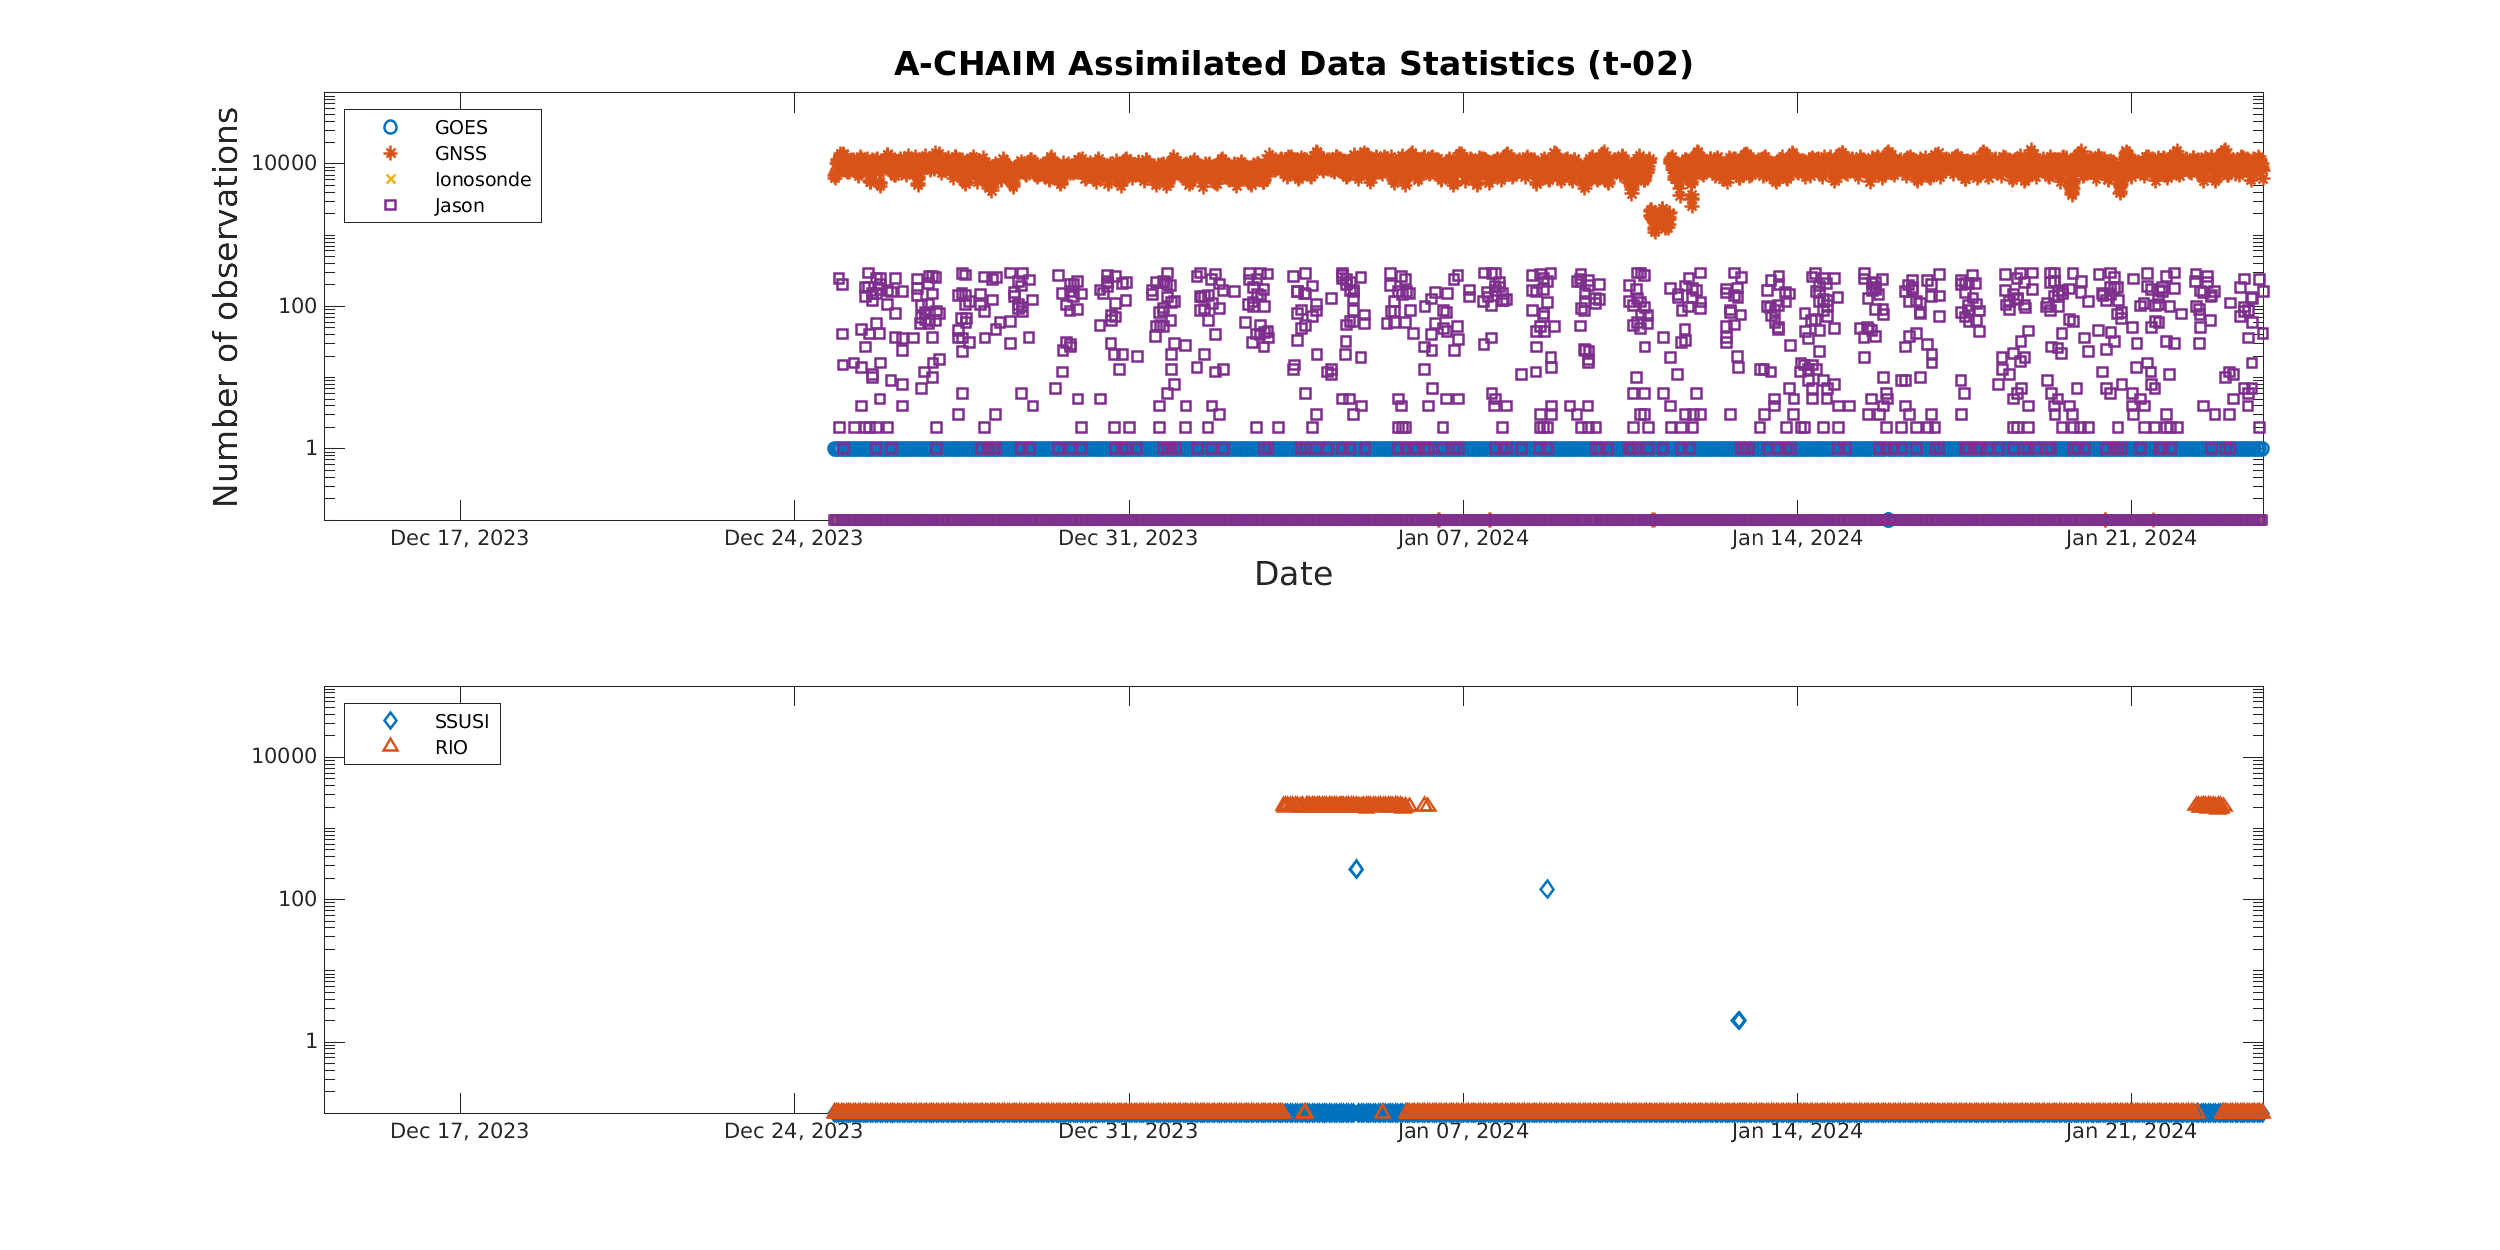 A-CHAIM Assimilated Data Statistics (t-02)
Number of observations
GOES
GNSS
Ionosonde
Jason
10000
100
1
Dec 17, 2023
Dec 24, 2023
Dec 31, 2023
Jan 07, 2024
Jan 14, 2024
Jan 21, 2024
Date
SSUSI
RIO
10000
100
1
Dec 17, 2023
Dec 24, 2023
Dec 31, 2023
Jan 07, 2024
Jan 14, 2024
Jan 21, 2024